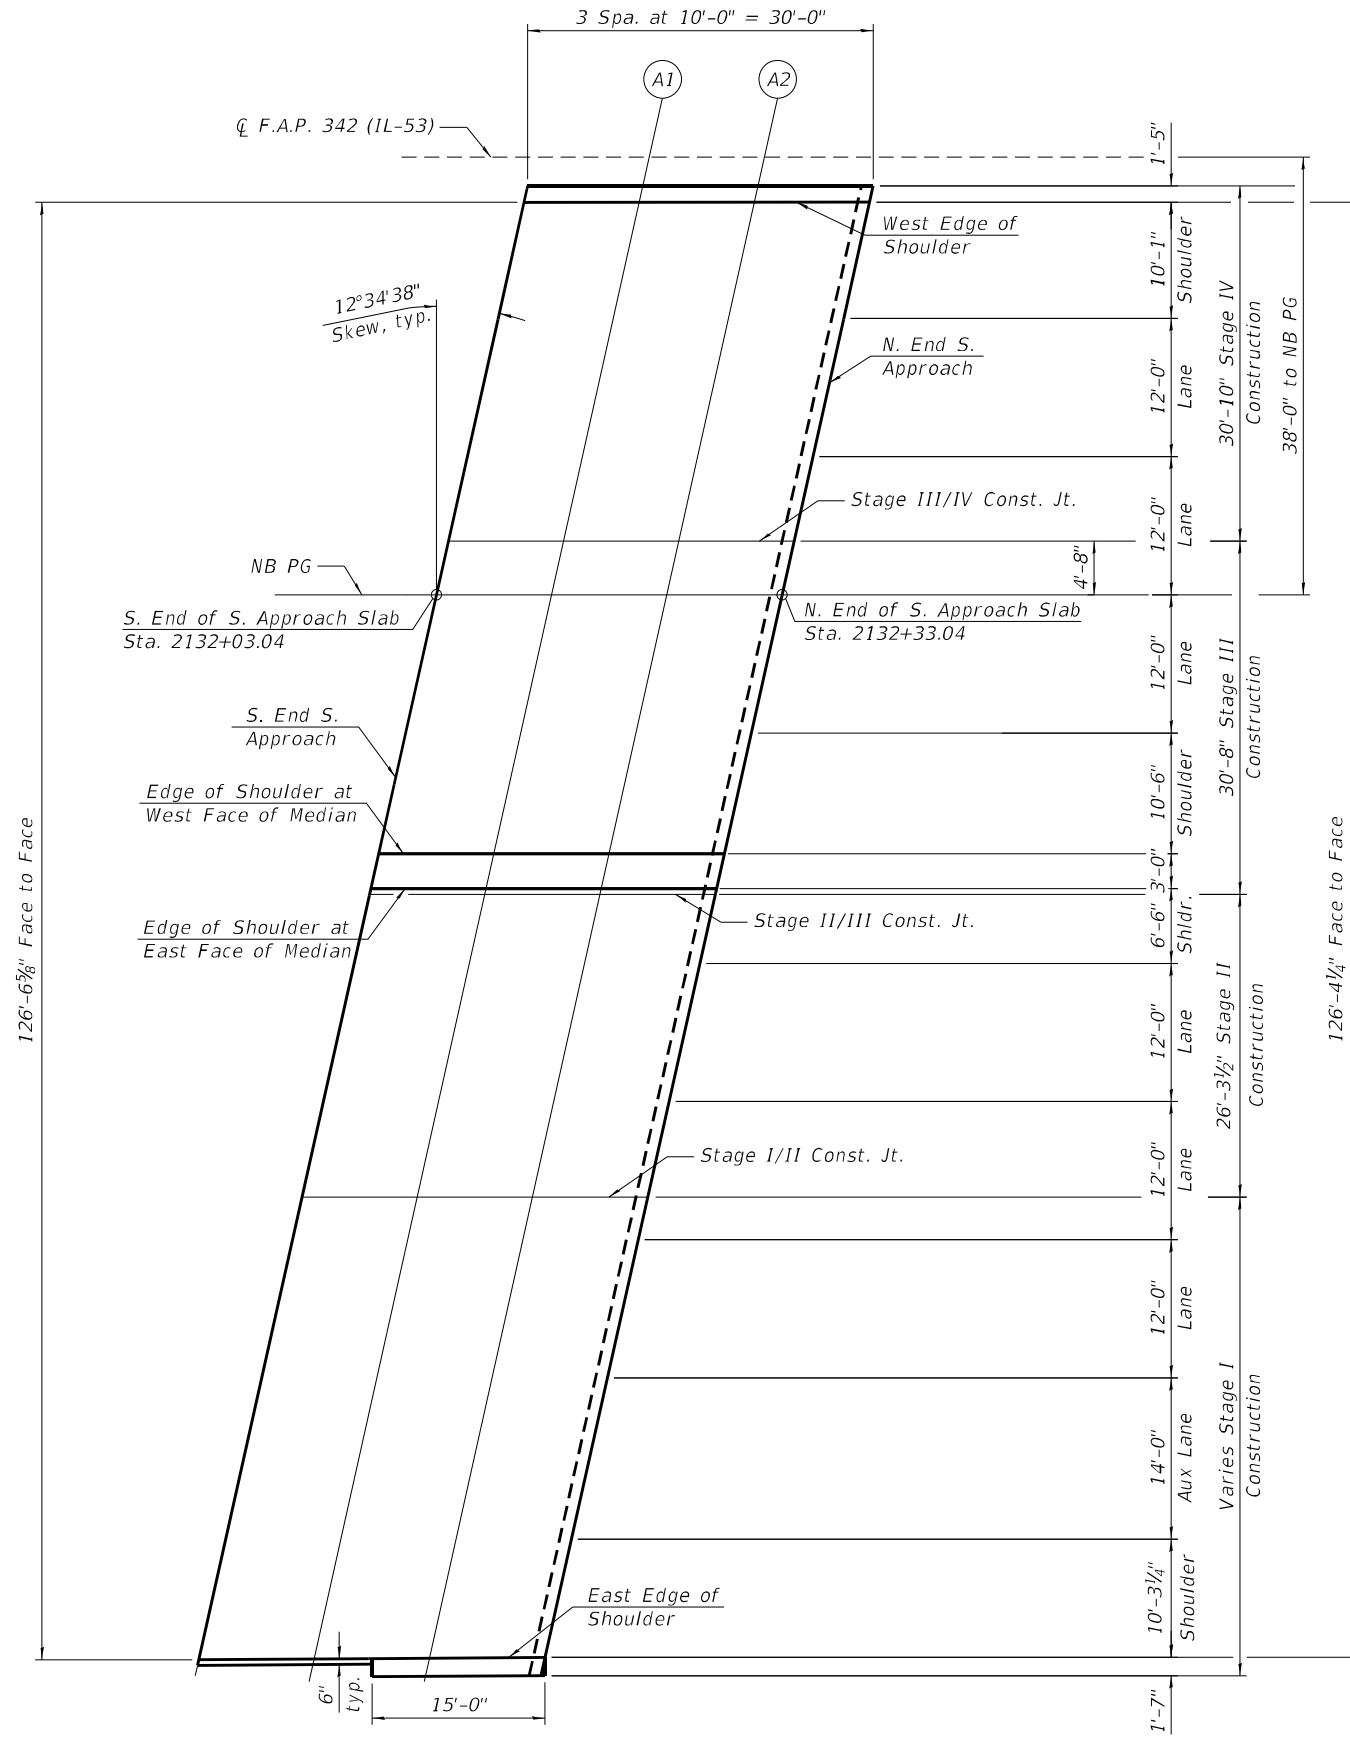 3 Spa. at 10'-0" = 30'-0"
A1
A2
℄ F.A.P. 342 (IL-53)
1'-5"
West Edge of
Shoulder
10'-1"
Shoulder
12°34'38"
Skew, typ.
30'-10" Stage IV
Construction
38'-0" to NB PG
N. End S.
Approach
12'-0"
Lane
Stage III/IV Const. Jt.
12'-0"
Lane
4'-8"
NB PG
S. End of S. Approach Slab
Sta. 2132+03.04
N. End of S. Approach Slab
Sta. 2132+33.04
12'-0"
Lane
30'-8" Stage III
Construction
S. End S.
Approach
10'-6"
Shoulder
Edge of Shoulder at
West Face of Median
126'-6⅝" Face to Face
126'-4¼" Face to Face
3'-0"
Stage II/III Const. Jt.
6'-6"
Shldr.
Edge of Shoulder at
East Face of Median
12'-0"
Lane
26'-3½" Stage II
Construction
Stage I/II Const. Jt.
12'-0"
Lane
12'-0"
Lane
Varies Stage I
Construction
14'-0"
Aux Lane
East Edge of
Shoulder
10'-3¼"
Shoulder
6"
typ.
15'-0"
1'-7"